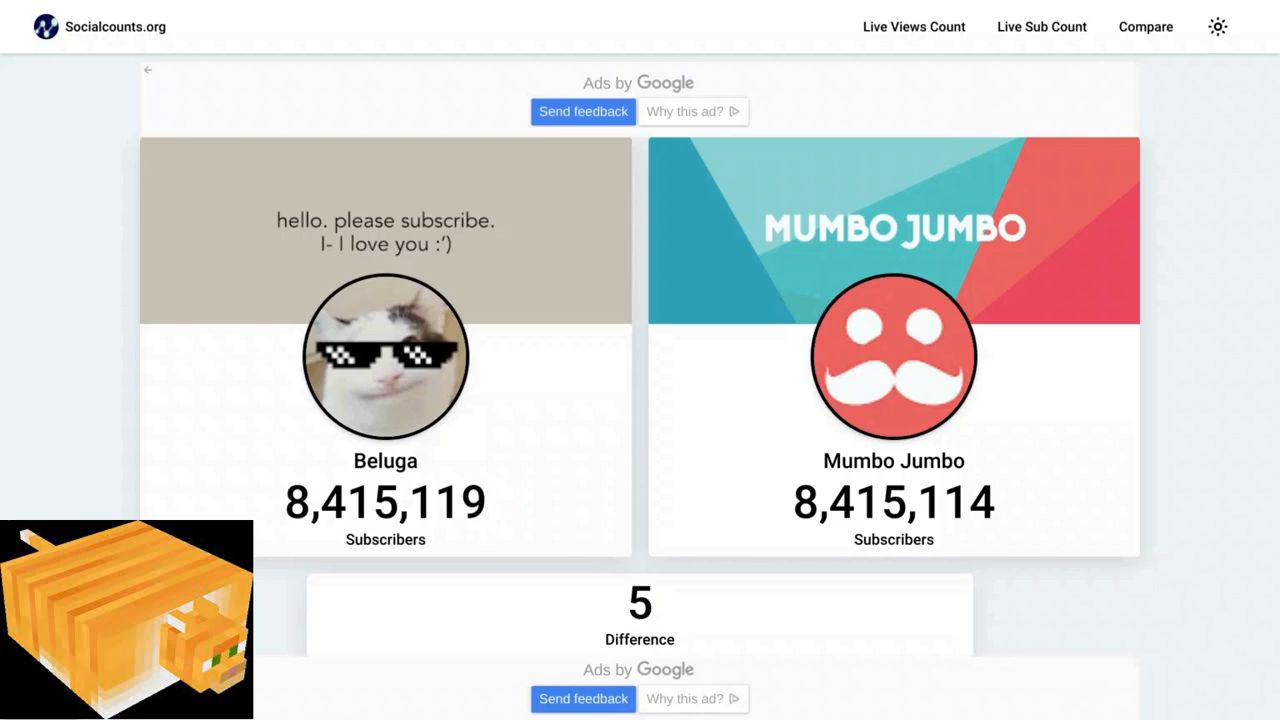 Socialcounts.org
Live Views Count
Live Sub Count
Compare
Ads by Google
Send feedback
Why this ad?
hello. please subscribe.
I- I love you :')
MUMBO JUMBO
Beluga
8,415,119
Subscribers
Mumbo Jumbo
8,415,114
Subscribers
5
Difference
Ads by Google
Send feedback
Why this ad?